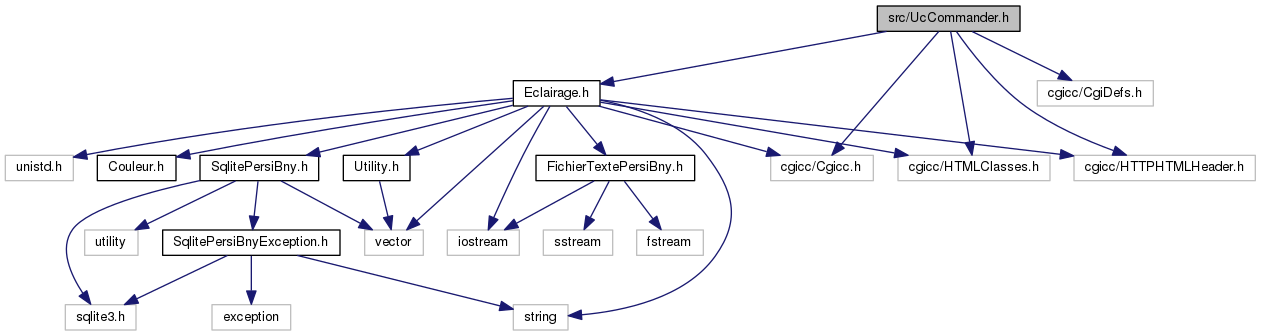 src/UcCommander.h
Eclairage.h
cgicc/CgiDefs.h
unistd.h
Couleur.h
SqlitePersiBny.h
Utility.h
FichierTextePersiBny.h
cgicc/Cgicc.h
cgicc/HTMLClasses.h
cgicc/HTTPHTMLHeader.h
utility
SqlitePersiBnyException.h
vector
iostream
sstream
fstream
sqlite3.h
exception
string